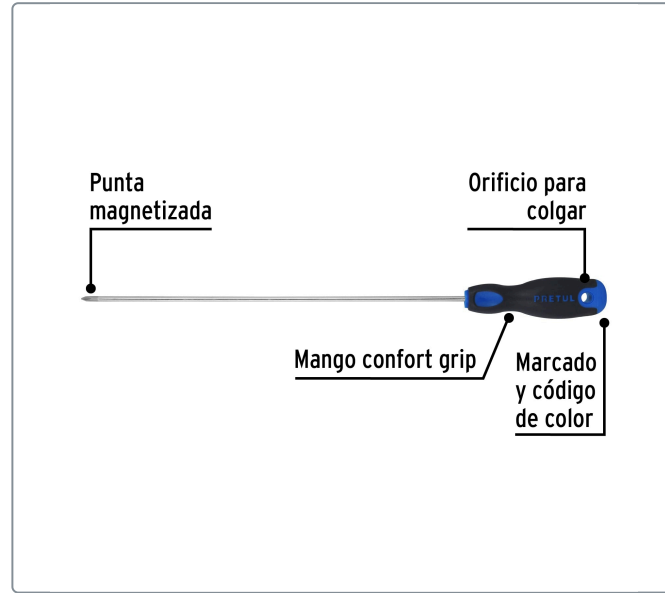 Punta
magnetizada
Orificio para
colgar
PRETUL
Mango confort grip
Marcado
y código
de color